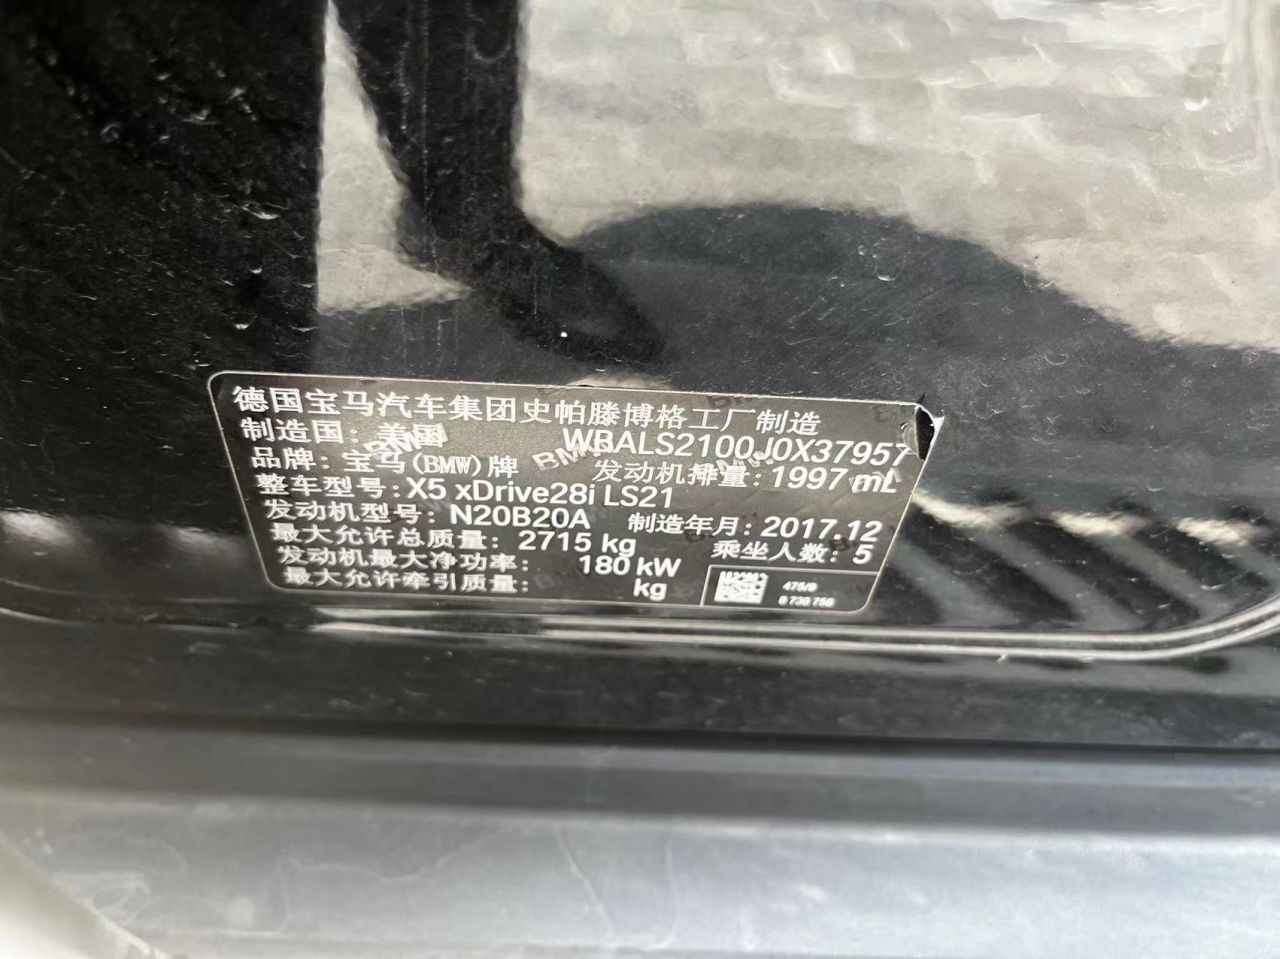 德国宝马汽车集团史帕滕博格工厂制造
制造国：美国 WBALS2100J0X37957
品牌：宝马(BMW)牌 发动机排量：1997 mL
整车型号：X5 xDrive28i LS21
发动机型号：N20B20A 制造年月：2017.12
最大允许总质量：2715 kg 乘坐人数：5
发动机最大净功率： 180 kW
最大允许牵引质量： kg